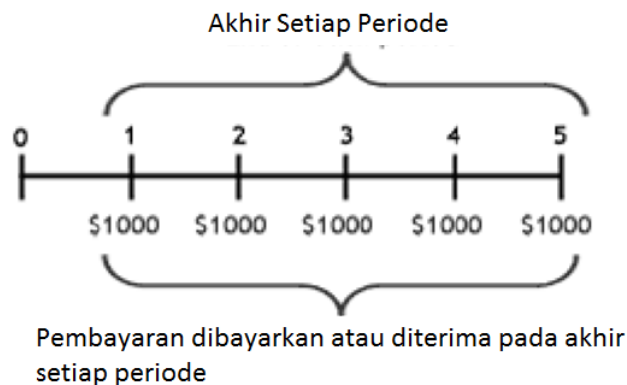 Akhir Setiap Periode
0 1 2 3 4 5
$1000 $1000 $1000 $1000 $1000
Pembayaran dibayarkan atau diterima pada akhir
setiap periode